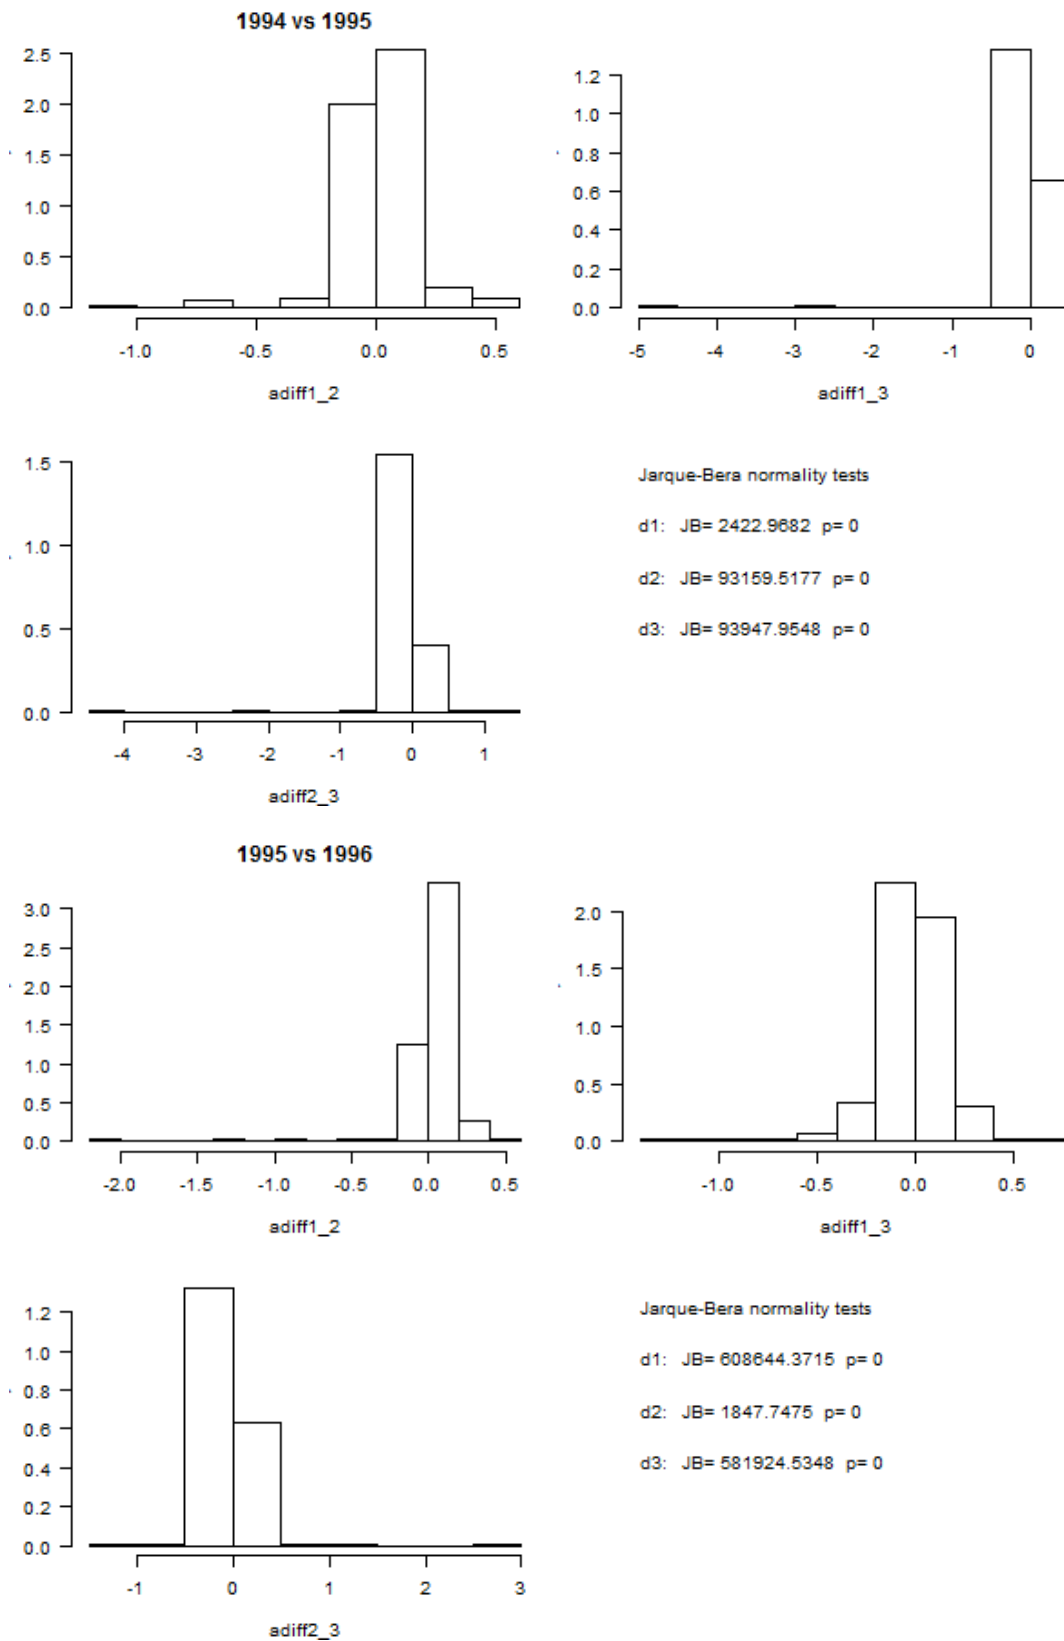 1994 vs 1995
2.5
2.0
1.5
1.0
0.5
0.0
-1.0 -0.5 0.0 0.5
adiff1_2
1.2
1.0
0.8
0.6
0.4
0.2
0.0
-5 -4 -3 -2 -1 0
adiff1_3
1.5
1.0
0.5
0.0
-4 -3 -2 -1 0 1
adiff2_3
Jarque-Bera normality tests
d1: JB= 2422.9682 p= 0
d2: JB= 93159.5177 p= 0
d3: JB= 93947.9548 p= 0
1995 vs 1996
3.0
2.5
2.0
1.5
1.0
0.5
0.0
-2.0 -1.5 -1.0 -0.5 0.0 0.5
adiff1_2
2.0
1.5
1.0
0.5
0.0
-1.0 -0.5 0.0 0.5
adiff1_3
1.2
1.0
0.8
0.6
0.4
0.2
0.0
-1 0 1 2 3
adiff2_3
Jarque-Bera normality tests
d1: JB= 608644.3715 p= 0
d2: JB= 1847.7475 p= 0
d3: JB= 581924.5348 p= 0